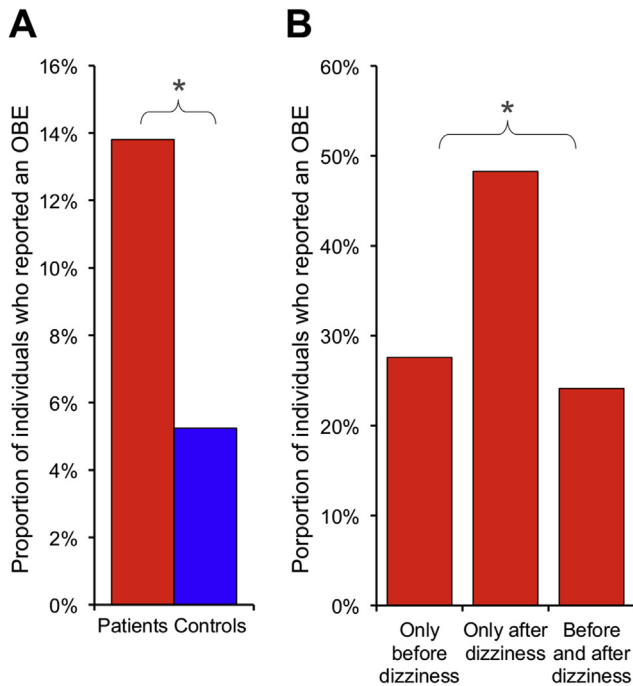 A
Proportion of individuals who reported an OBE
16%
14%
12%
10%
8%
6%
4%
2%
0%
*
Patients Controls
B
Porportion of individuals who reported an OBE
60%
50%
40%
30%
20%
10%
0%
*
Only
before
dizziness
Only after
dizziness
Before
and after
dizziness